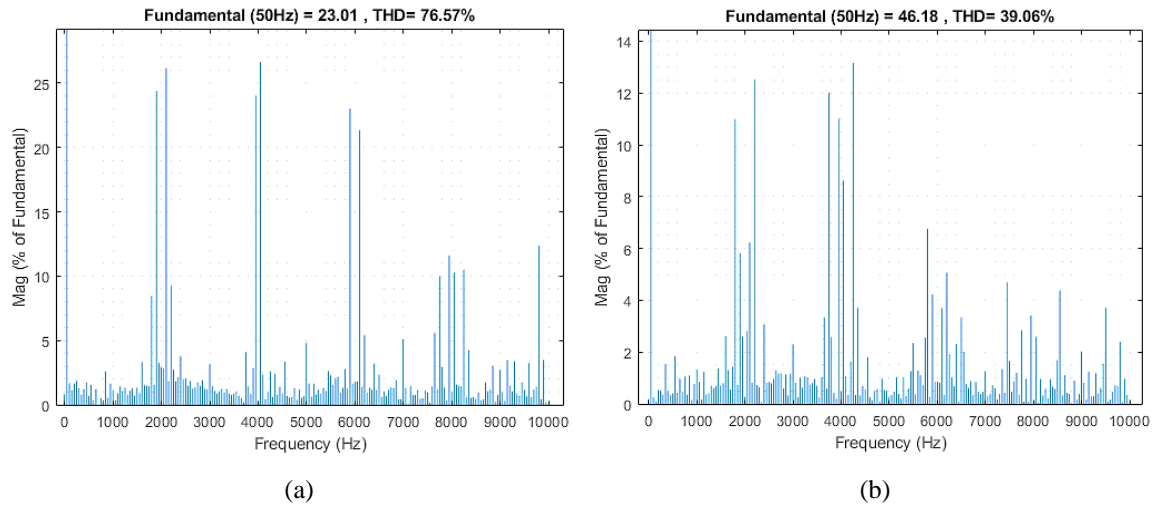 Fundamental (50Hz) = 23.01 , THD= 76.57%
Mag (% of Fundamental)
25
20
15
10
5
0
0 1000 2000 3000 4000 5000 6000 7000 8000 9000 10000
Frequency (Hz)
(a)
Fundamental (50Hz) = 46.18 , THD= 39.06%
Mag (% of Fundamental)
14
12
10
8
6
4
2
0
0 1000 2000 3000 4000 5000 6000 7000 8000 9000 10000
Frequency (Hz)
(b)